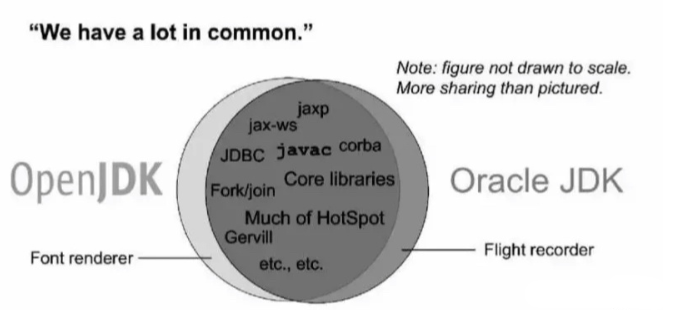 “We have a lot in common.”
Note: figure not drawn to scale.
More sharing than pictured.
jaxp
jax-ws
JDBC javac corba
OpenJDK
Fork/join Core libraries
Oracle JDK
Much of HotSpot
Gervill
Font renderer
etc., etc.
Flight recorder